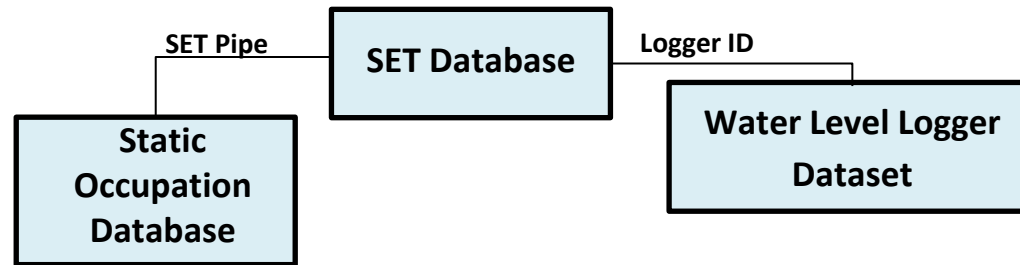 SET Pipe
SET Database
Logger ID
Static
Occupation
Database
Water Level Logger
Dataset